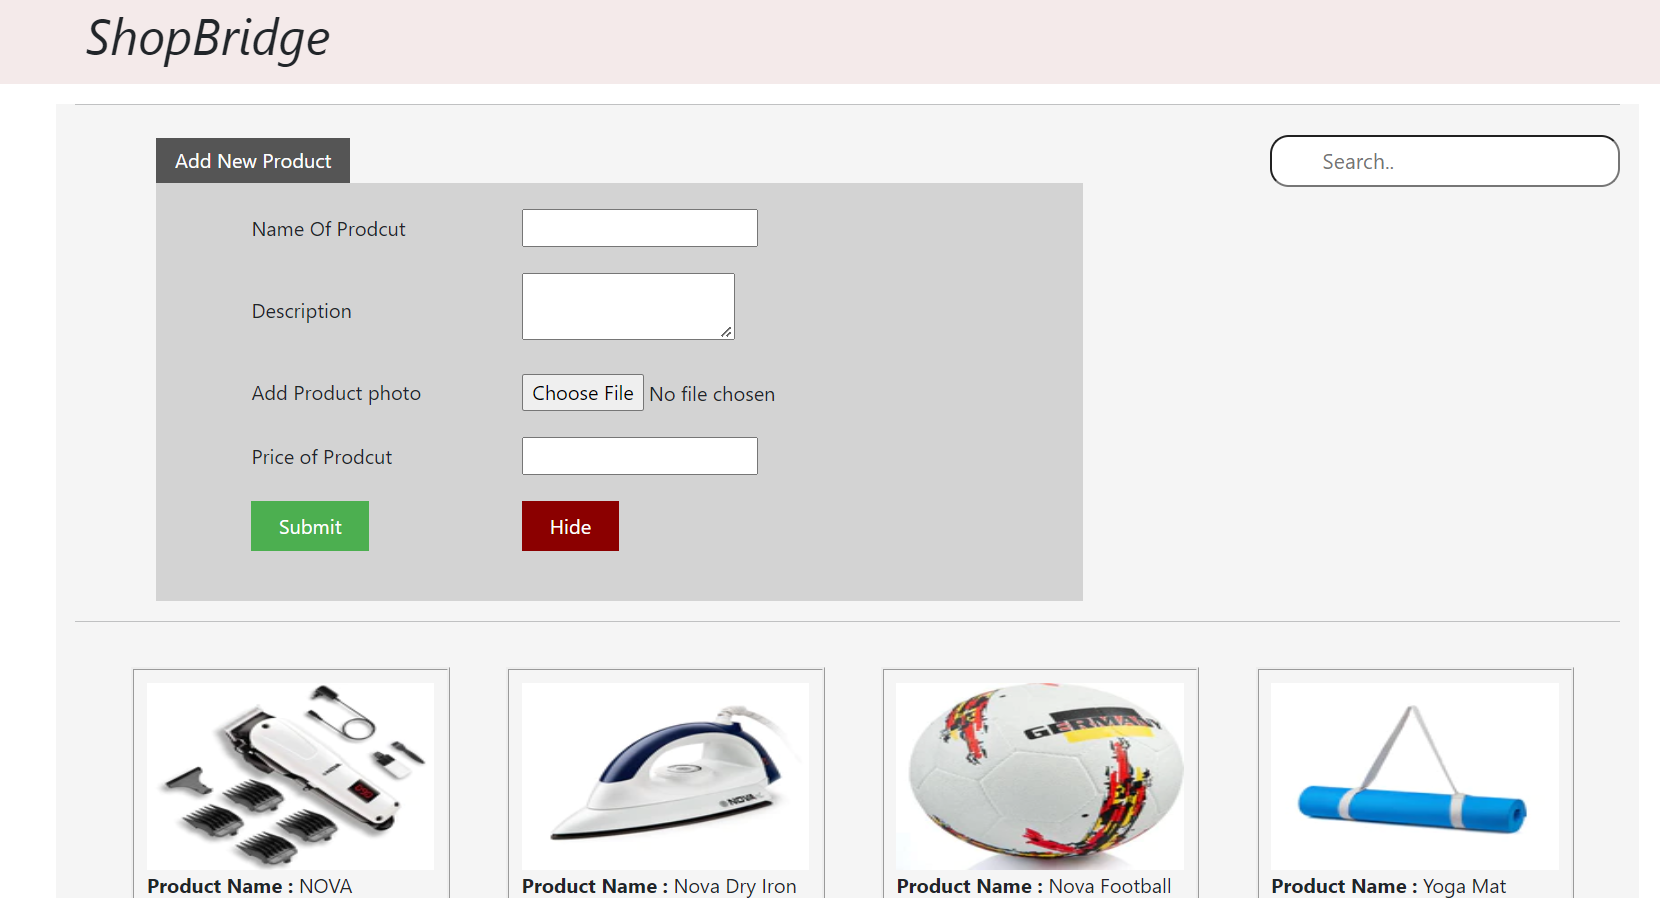 ShopBridge
Add New Product
Search..
Name Of Prodcut
Description
Add Product photo
Choose File No file chosen
Price of Prodcut
Submit
Hide
NOVA
GERMANY
Product Name : NOVA
Product Name : Nova Dry Iron
Product Name : Nova Football
Product Name : Yoga Mat